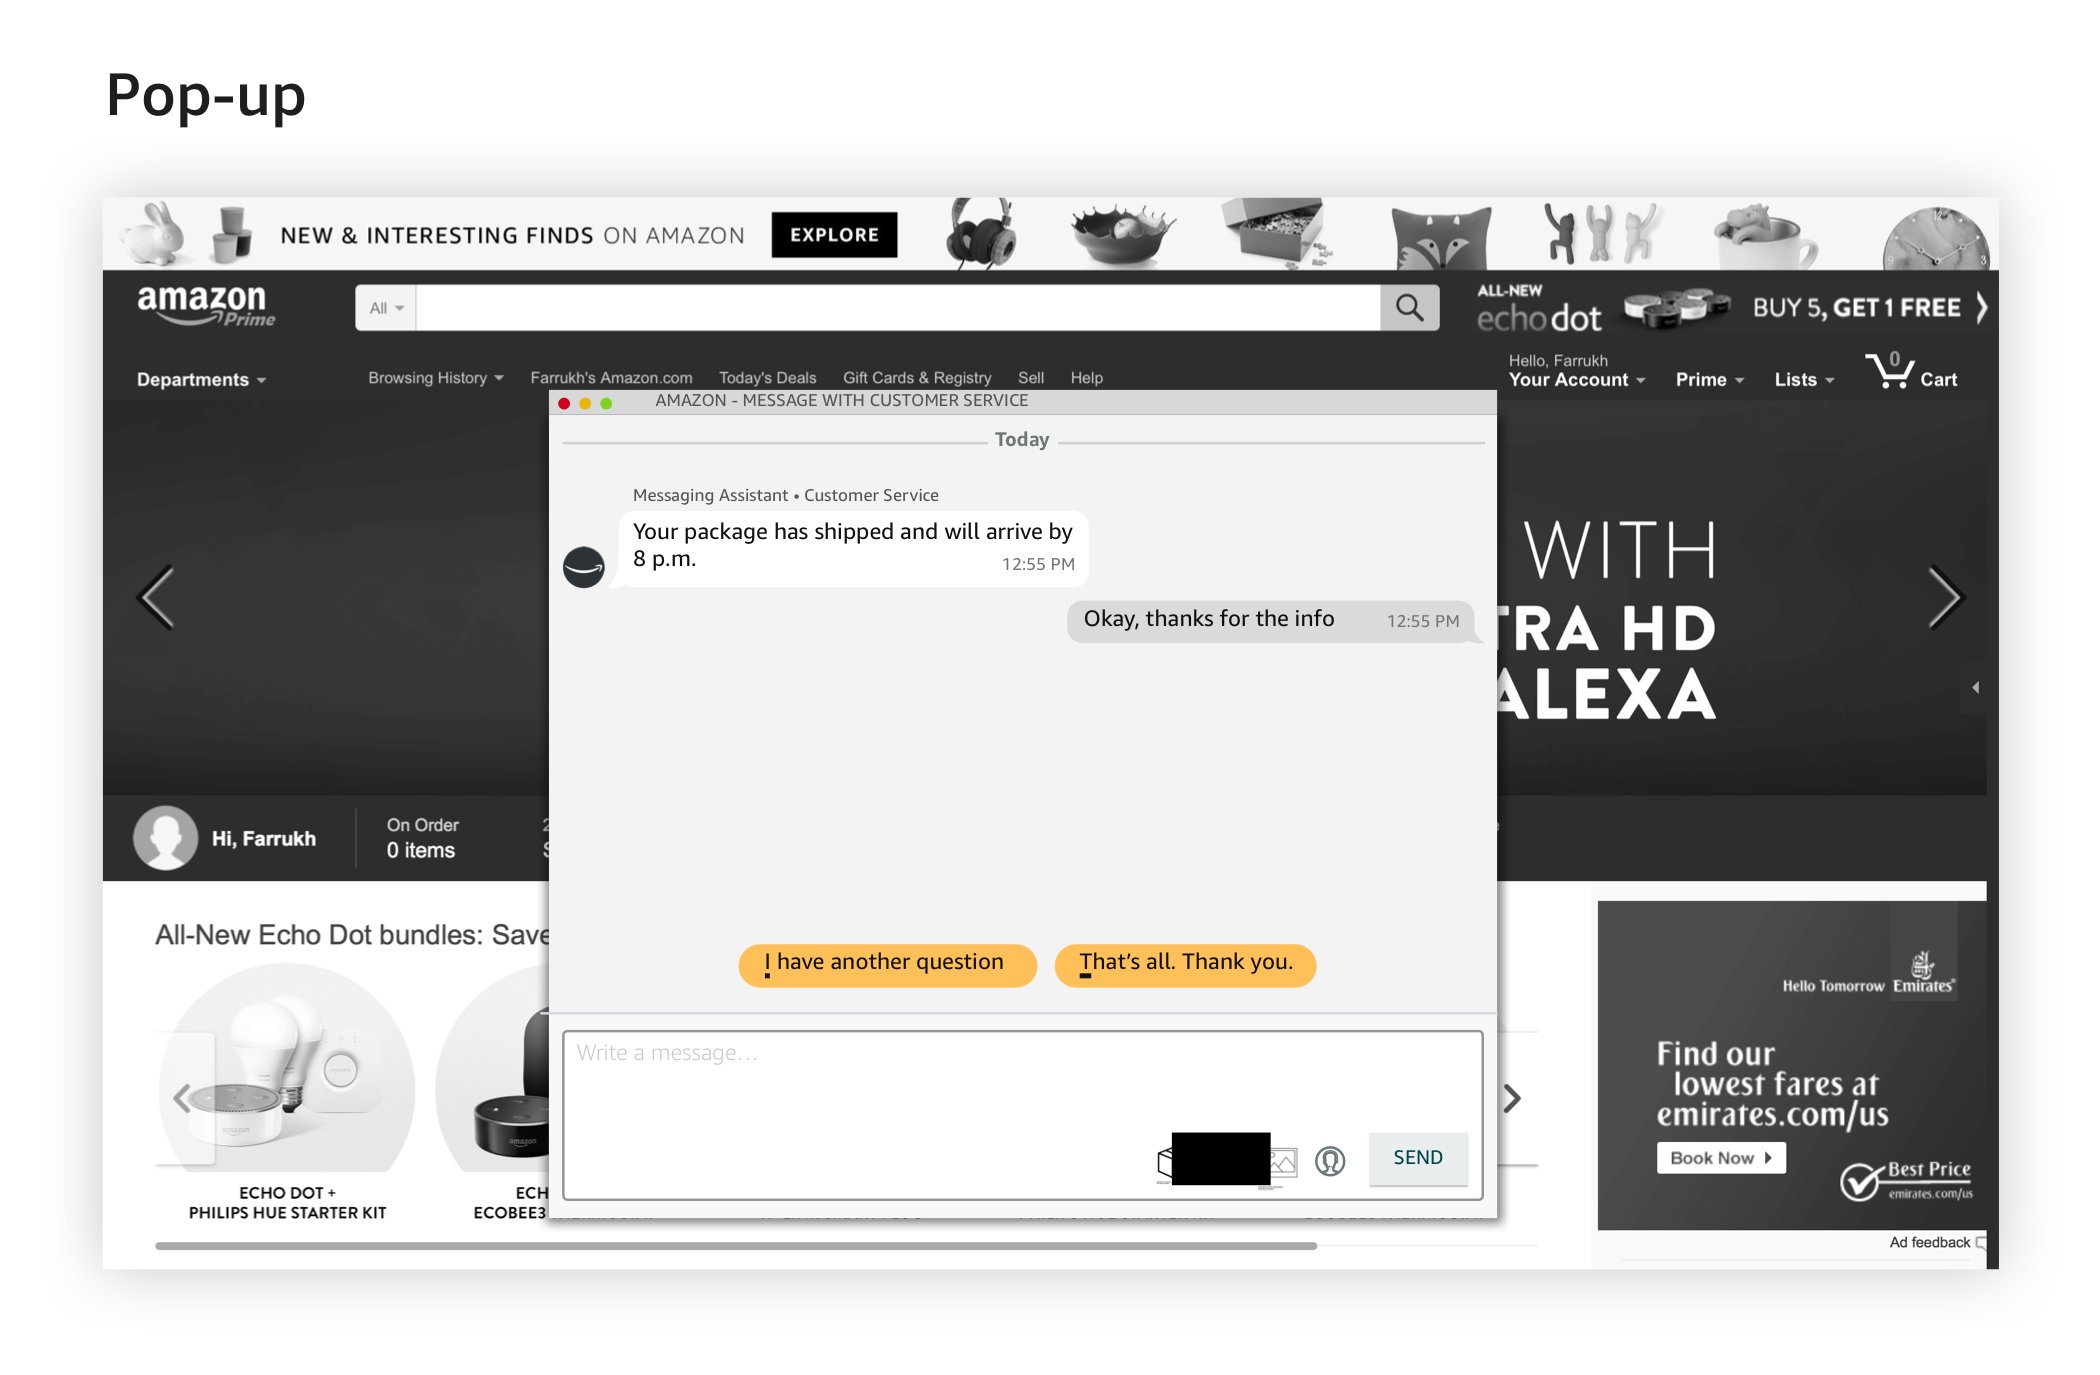 Pop-up
NEW & INTERESTING FINDS ON AMAZON
EXPLORE
amazon Prime
All
ALL-NEW
echo dot
BUY 5, GET 1 FREE
Departments
Browsing History
Farrukh's Amazon.com
Today's Deals
Gift Cards & Registry
Sell
Help
Hello, Farrukh
Your Account
Prime
Lists
0
Cart
AMAZON - MESSAGE WITH CUSTOMER SERVICE
Today
Messaging Assistant • Customer Service
Your package has shipped and will arrive by
8 p.m.
12:55 PM
Okay, thanks for the info
12:55 PM
WITH
TRA HD
ALEXA
Hi, Farrukh
On Order
0 items
All-New Echo Dot bundles: Save
I have another question
That’s all. Thank you.
Write a message…
SEND
ECHO DOT +
PHILIPS HUE STARTER KIT
ECH
ECOBEE3
Hello Tomorrow
Emirates
Find our
lowest fares at
emirates.com/us
Book Now
Best Price
emirates.com/us
Ad feedback